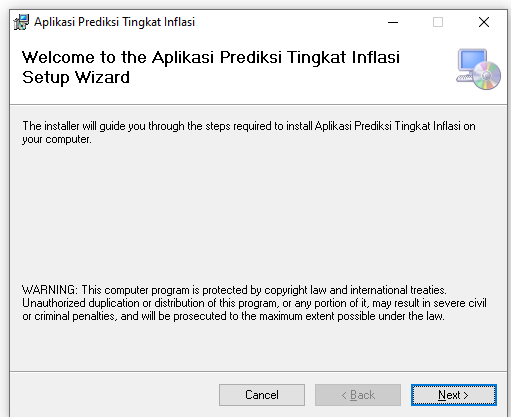 Aplikasi Prediksi Tingkat Inflasi
Welcome to the Aplikasi Prediksi Tingkat Inflasi
Setup Wizard
The installer will guide you through the steps required to install Aplikasi Prediksi Tingkat Inflasi on
your computer.
WARNING: This computer program is protected by copyright law and international treaties.
Unauthorized duplication or distribution of this program, or any portion of it, may result in severe civil
or criminal penalties, and will be prosecuted to the maximum extent possible under the law.
Cancel < Back Next >